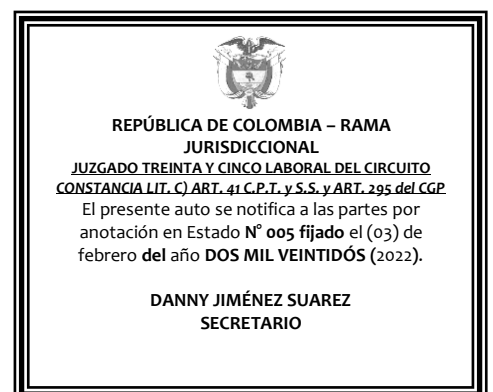 REPÚBLICA DE COLOMBIA – RAMA
JURISDICCIONAL
JUZGADO TREINTA Y CINCO LABORAL DEL CIRCUITO
CONSTANCIA LIT. C) ART. 41 C.P.T. y S.S. y ART. 295 del CGP
El presente auto se notifica a las partes por
anotación en Estado N° 005 fijado el (03) de
febrero del año DOS MIL VEINTIDÓS (2022).
DANNY JIMÉNEZ SUAREZ
SECRETARIO